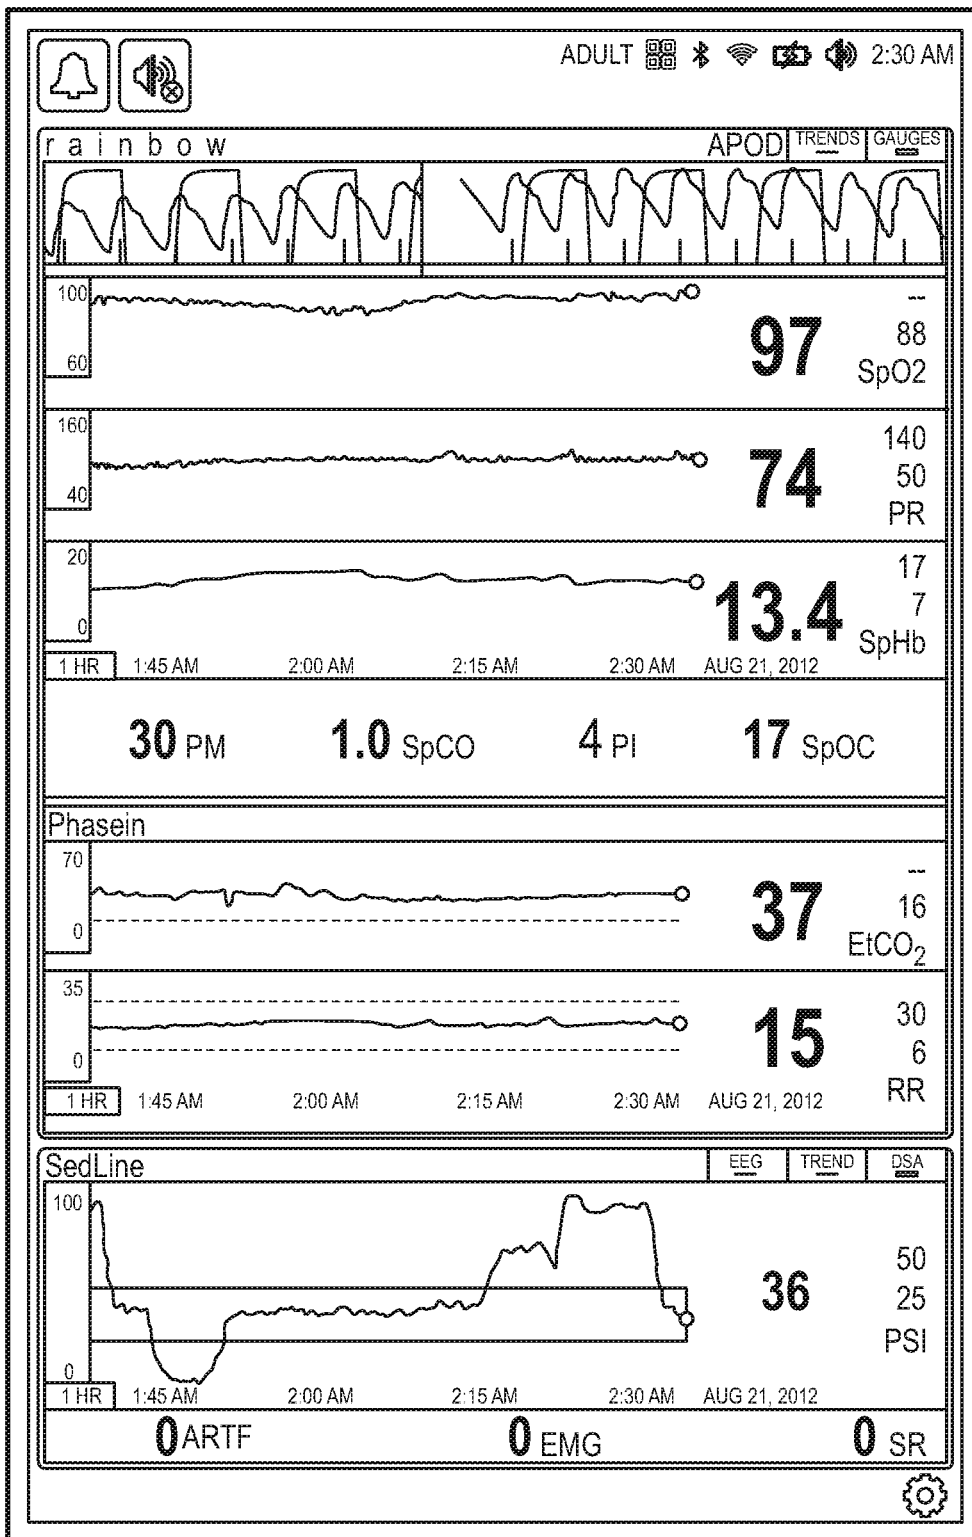 ADULT 2:30 AM
rainbow APOD TRENDS GAUGES
100
60
97
--
88
SpO2
160
40
74
140
50
PR
20
0
13.4
17
7
SpHb
1 HR 1:45 AM 2:00 AM 2:15 AM 2:30 AM AUG 21, 2012
30 PM 1.0 SpCO 4 PI 17 SpOC
Phasein
70
0
37
--
16
EtCO2
35
0
15
30
6
RR
1 HR 1:45 AM 2:00 AM 2:15 AM 2:30 AM AUG 21, 2012
SedLine EEG TREND DSA
100
0
36
50
25
PSI
1 HR 1:45 AM 2:00 AM 2:15 AM 2:30 AM AUG 21, 2012
0 ARTF 0 EMG 0 SR